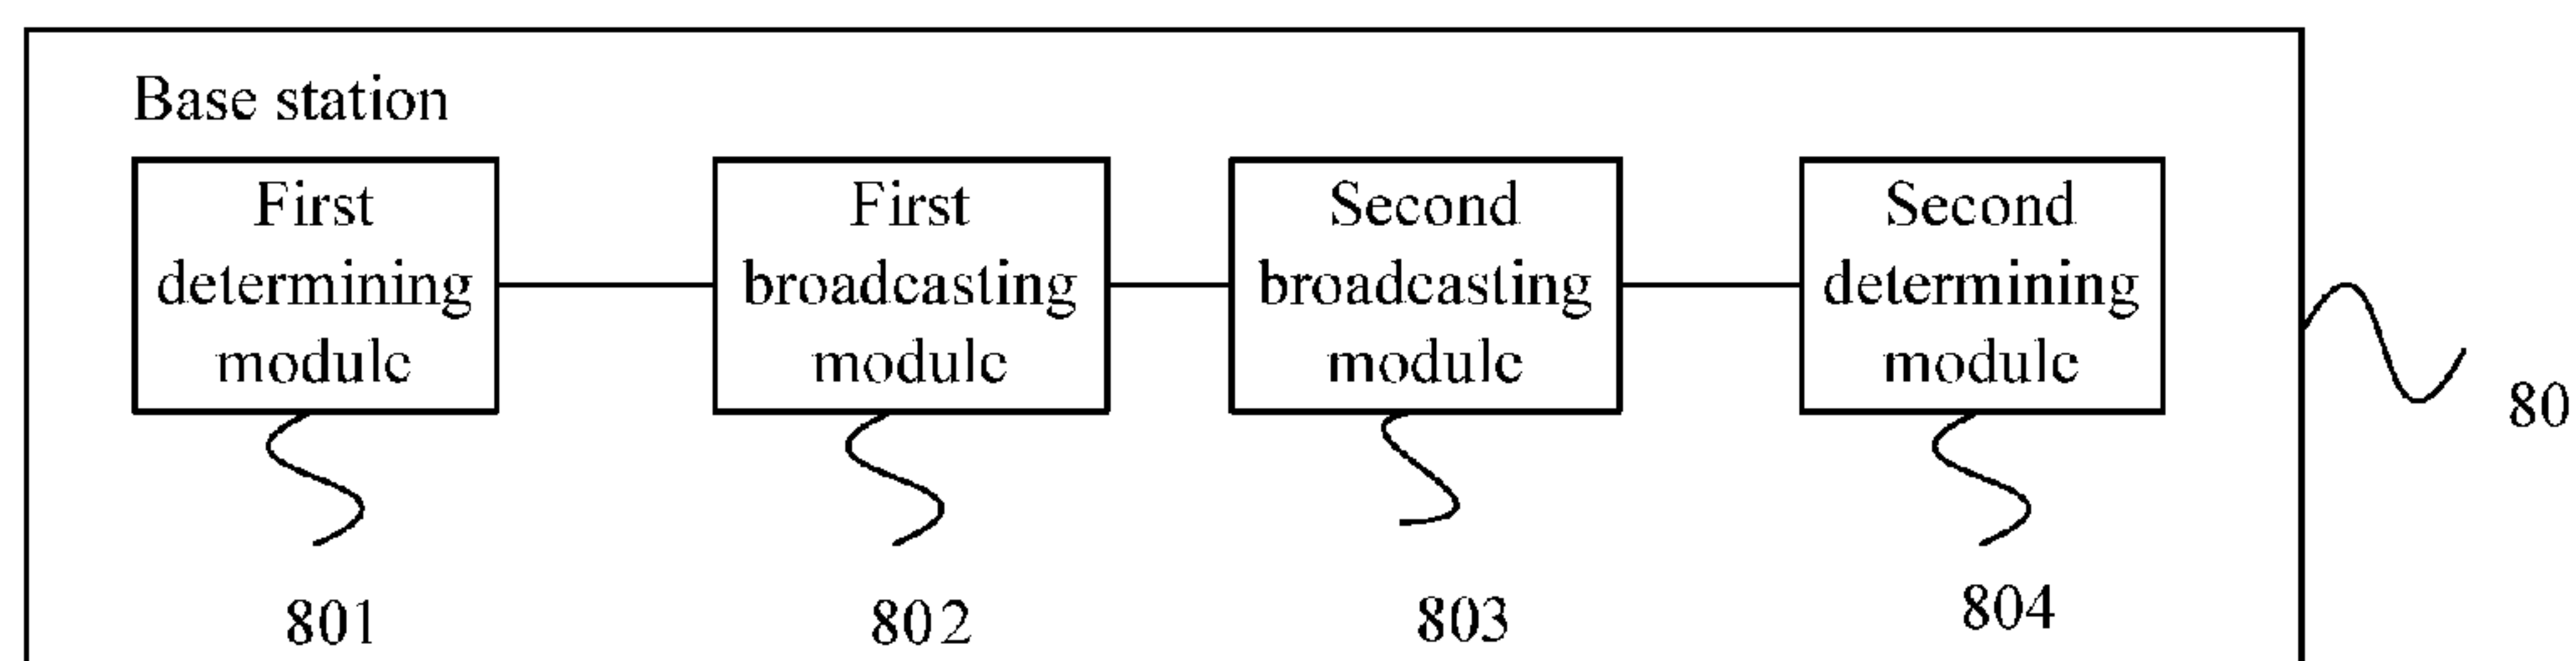 Base station
First
determining
module
First
broadcasting
module
Second
broadcasting
module
Second
determining
module
80
801
802
803
804